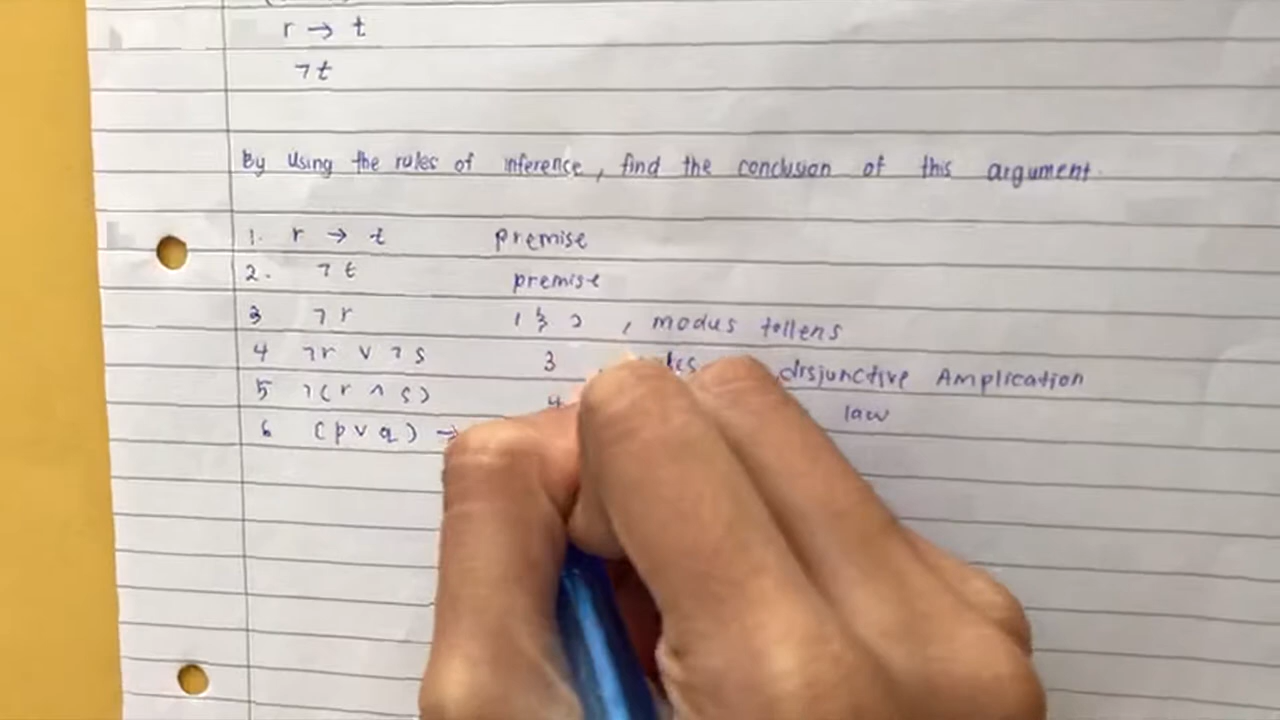 r → t
¬t
By using the rules of inference, find the conclusion of this argument.
1. r → t premise
2. ¬t premise
3 ¬r 1 & 2, modus tollens
4 ¬r ∨ ¬s 3 disjunctive Amplication
5 ¬(r ∧ s) 4 law
6 (p ∨ q) →